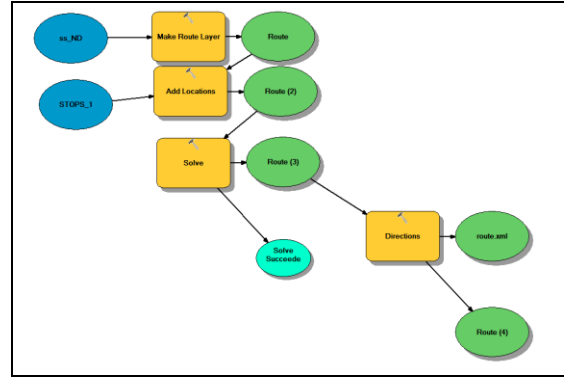 ss_ND
Make Route Layer
Route
STOPS_1
Add Locations
Route (2)
Solve
Route (3)
Directions
route.xml
Solve
Succeede
Route (4)